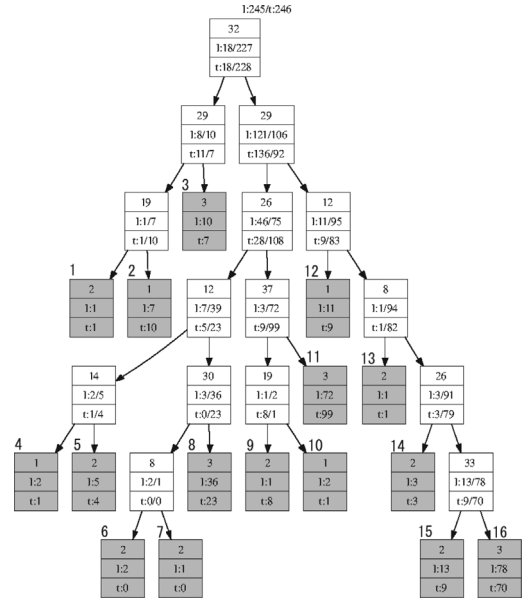 l:245/t:246
32
l:18/227
t:18/228
29
l:8/10
t:11/7
29
l:121/106
t:136/92
19
l:1/7
t:1/10
3
3
l:10
t:7
26
l:46/75
t:28/108
12
l:11/95
t:9/83
1
2
l:1
t:1
2
1
l:7
t:10
12
l:7/39
t:5/23
37
l:3/72
t:9/99
12
1
l:11
t:9
8
l:1/94
t:1/82
14
l:2/5
t:1/4
30
l:3/36
t:0/23
19
l:1/2
t:8/1
11
3
l:72
t:99
13
2
l:1
t:1
26
l:3/91
t:3/79
4
1
l:2
t:1
5
2
l:5
t:4
8
l:2/1
t:0/0
8
3
l:36
t:23
9
2
l:1
t:8
10
1
l:2
t:1
14
2
l:3
t:3
33
l:13/78
t:9/70
6
2
l:2
t:0
7
2
l:1
t:0
15
2
l:13
t:9
16
3
l:78
t:70